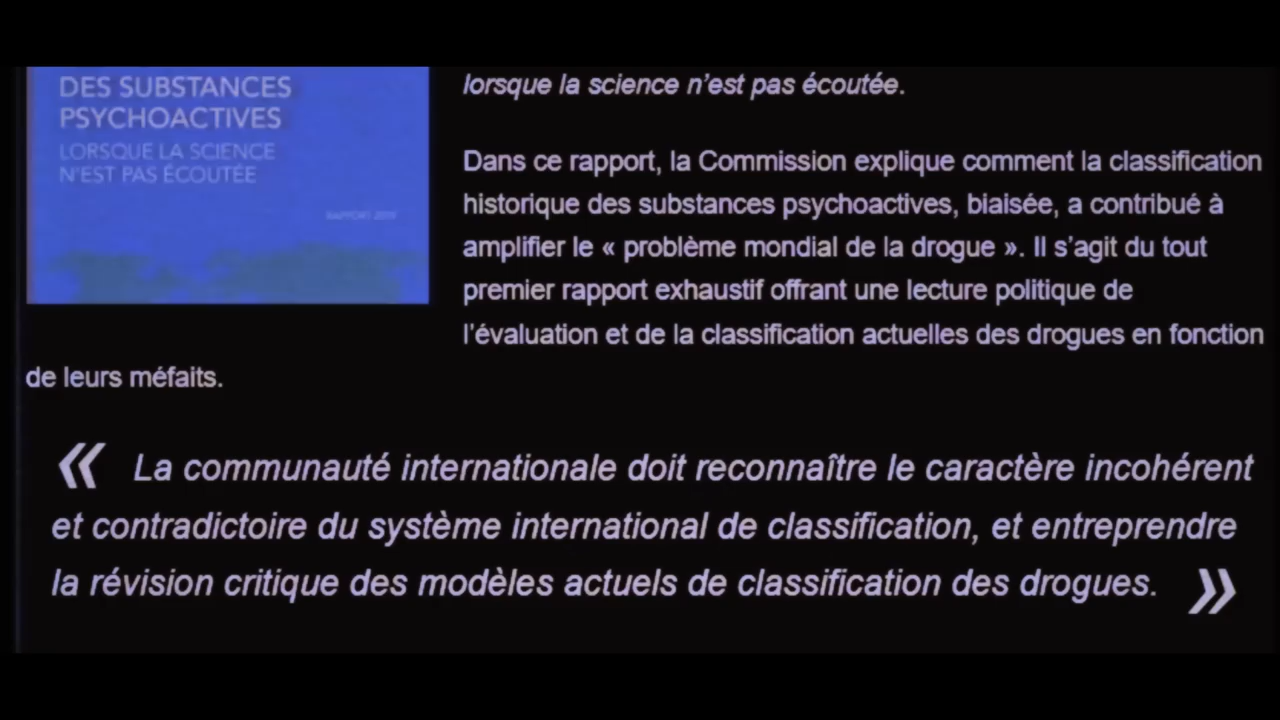 DES SUBSTANCES
PSYCHOACTIVES
LORSQUE LA SCIENCE
N'EST PAS ÉCOUTÉE
RAPPORT 2019
lorsque la science n'est pas écoutée.
Dans ce rapport, la Commission explique comment la classification
historique des substances psychoactives, biaisée, a contribué à
amplifier le « problème mondial de la drogue ». Il s'agit du tout
premier rapport exhaustif offrant une lecture politique de
l'évaluation et de la classification actuelles des drogues en fonction
de leurs méfaits.
« La communauté internationale doit reconnaître le caractère incohérent
et contradictoire du système international de classification, et entreprendre
la révision critique des modèles actuels de classification des drogues. »